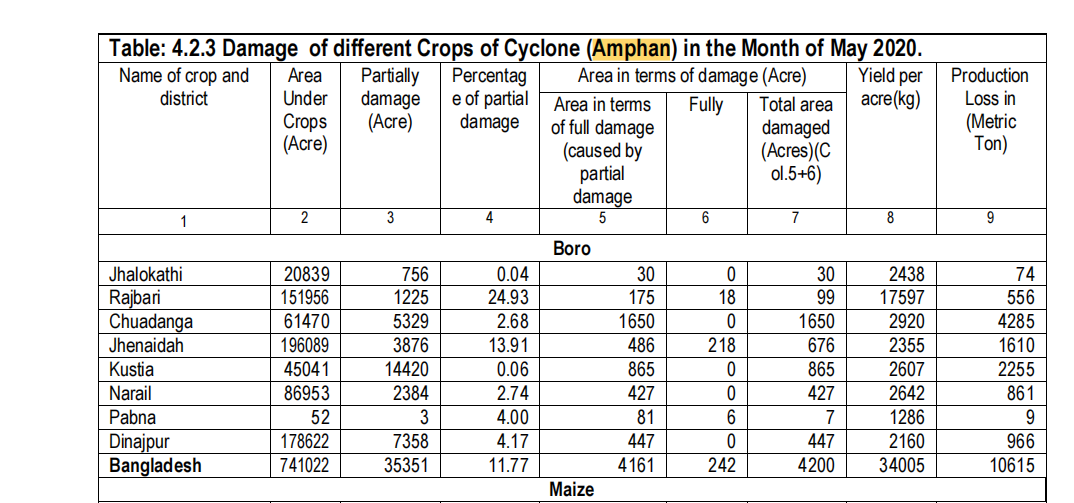 Table: 4.2.3 Damage of different Crops of Cyclone (Amphan) in the Month of May 2020.
Name of crop and district Area Under Crops (Acre) Partially damage (Acre) Percentag e of partial damage Area in terms of damage (Acre) Yield per acre(kg) Production Loss in (Metric Ton)
Area in terms of full damage (caused by partial damage Fully Total area damaged (Acres)(C ol.5+6)
1 2 3 4 5 6 7 8 9
Boro
Jhalokathi 20839 756 0.04 30 0 30 2438 74
Rajbari 151956 1225 24.93 175 18 99 17597 556
Chuadanga 61470 5329 2.68 1650 0 1650 2920 4285
Jhenaidah 196089 3876 13.91 486 218 676 2355 1610
Kustia 45041 14420 0.06 865 0 865 2607 2255
Narail 86953 2384 2.74 427 0 427 2642 861
Pabna 52 3 4.00 81 6 7 1286 9
Dinajpur 178622 7358 4.17 447 0 447 2160 966
Bangladesh 741022 35351 11.77 4161 242 4200 34005 10615
Maize